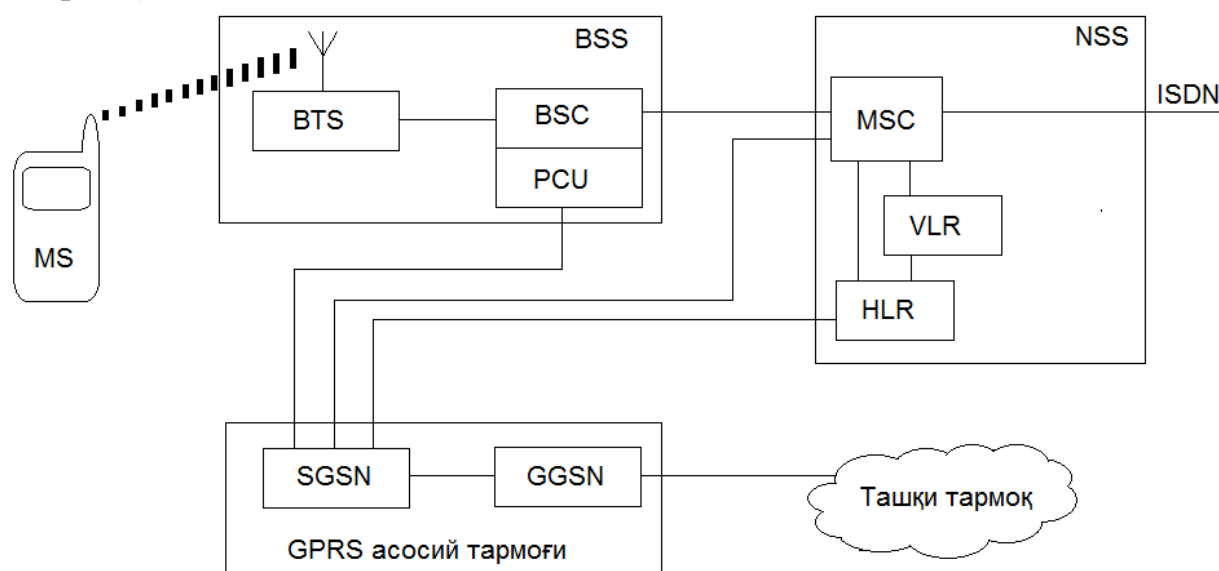 BSS
NSS
ISDN
BTS
BSC
MSC
PCU
VLR
MS
HLR
SGSN
GGSN
Ташқи тармоқ
GPRS асосий тармоғи